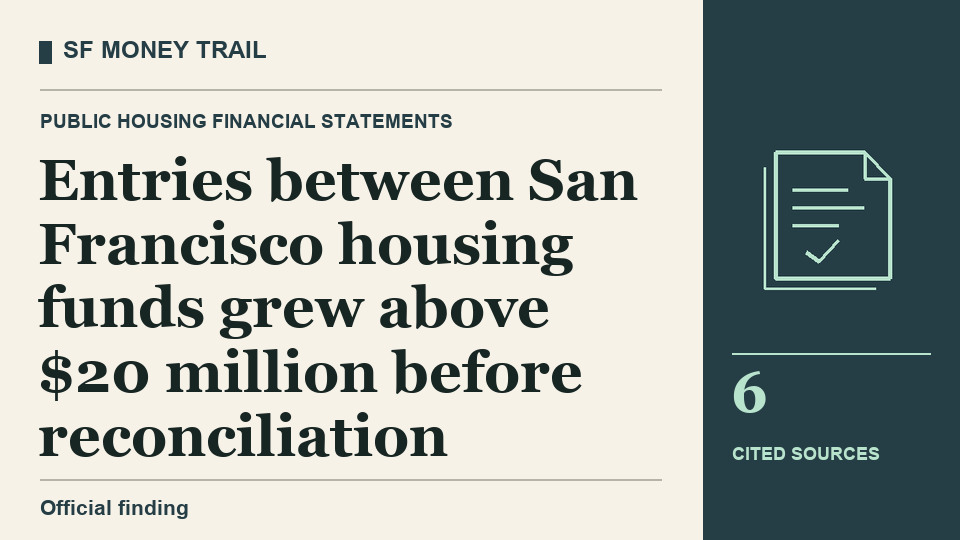 SF MONEY TRAIL
PUBLIC HOUSING FINANCIAL STATEMENTS
Entries between San
Francisco housing
funds grew above
$20 million before
reconciliation
Official finding
6
CITED SOURCES